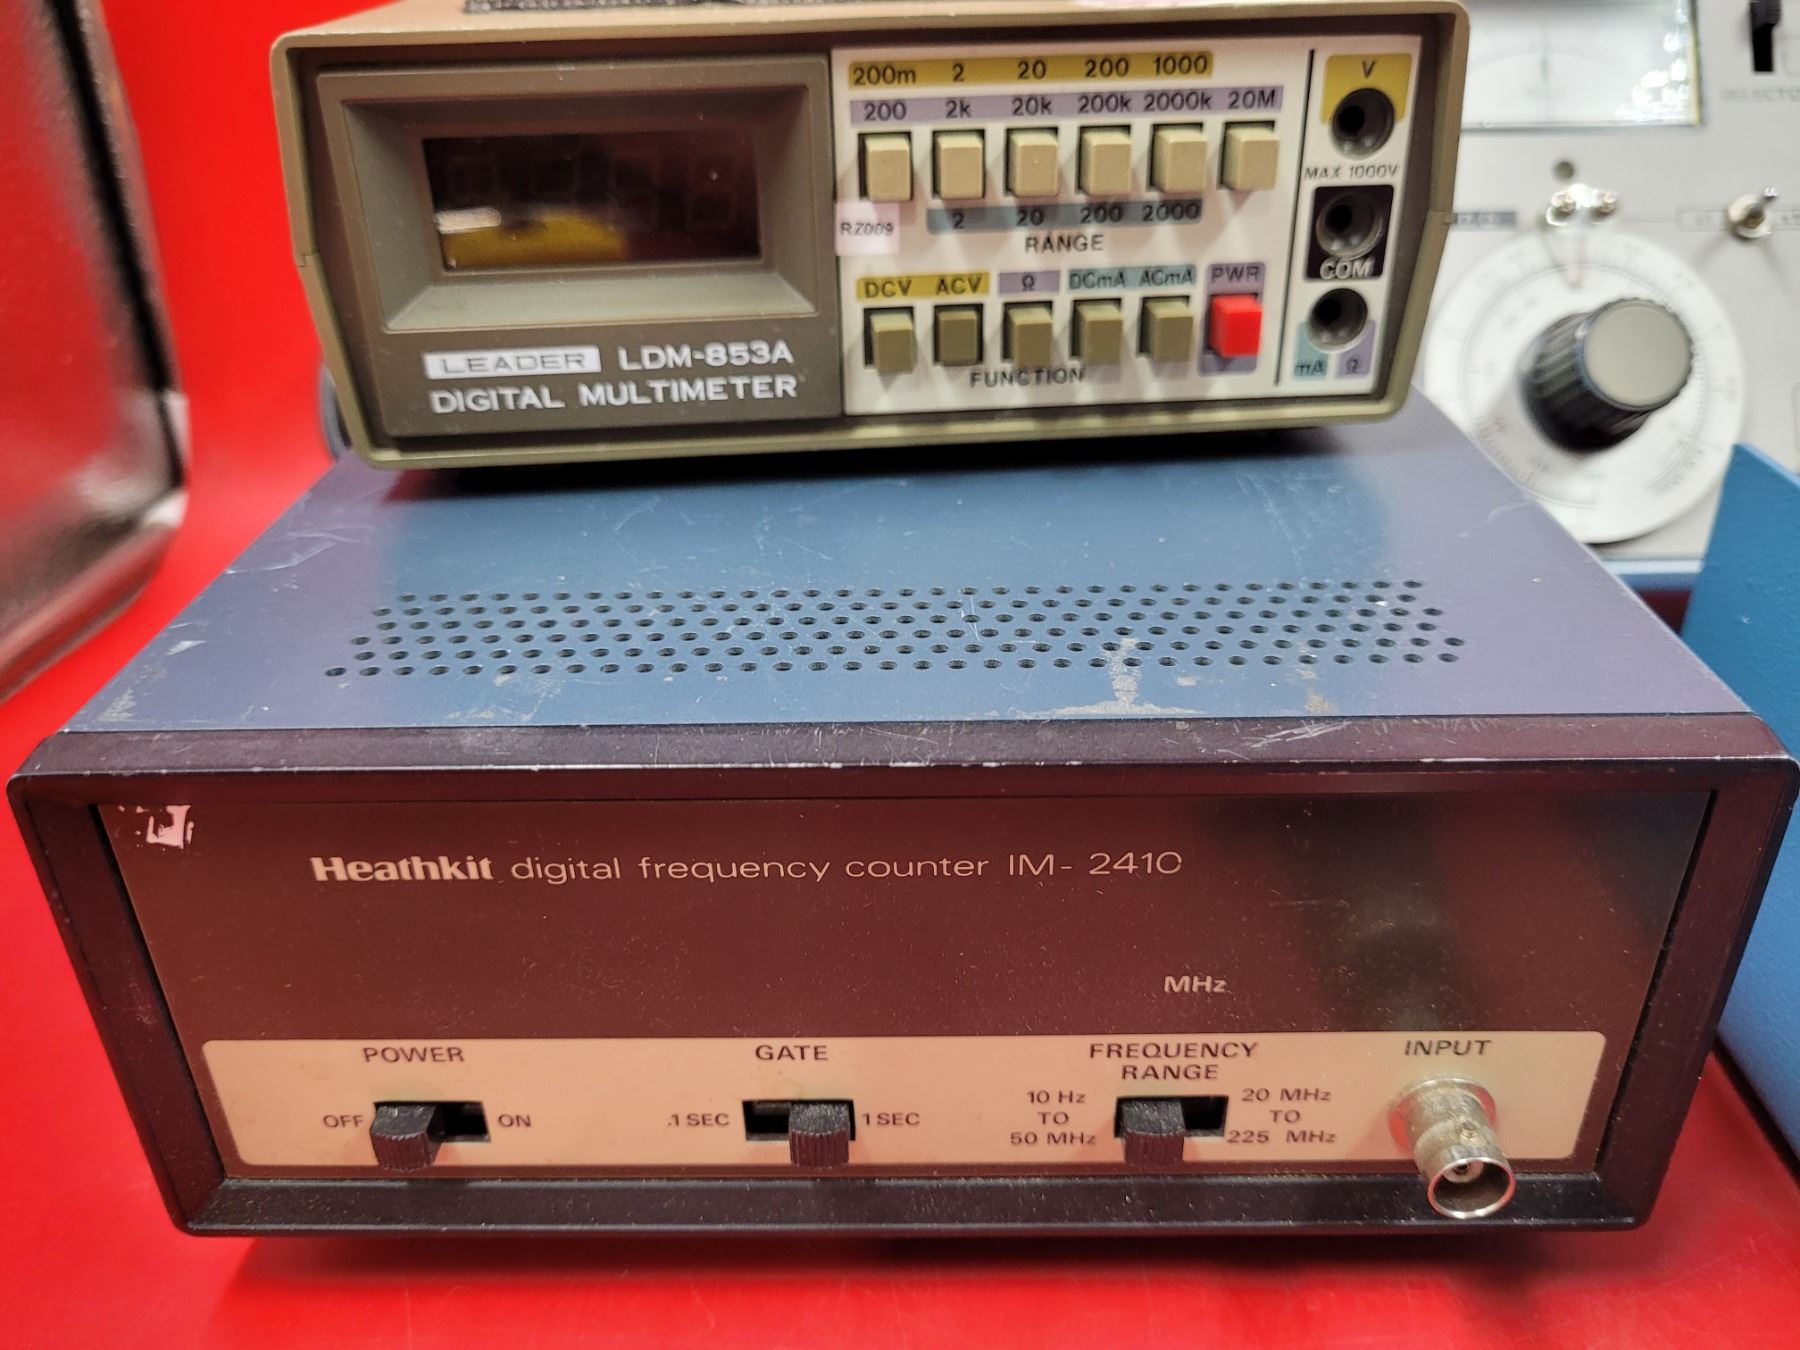 200m 2 20 200 1000
200 2k 20k 200k 2000k 20M
V
MAX 1000V
RZ009
2 20 200 2000
RANGE
COM
DCV ACV Ω DCmA ACmA PWR
LEADER LDM-853A
DIGITAL MULTIMETER
FUNCTION
mA Ω
Heathkit digital frequency counter IM- 2410
MHz
POWER
OFF ON
GATE
.1 SEC 1 SEC
FREQUENCY
RANGE
10 Hz
TO
50 MHz
20 MHz
TO
225 MHz
INPUT